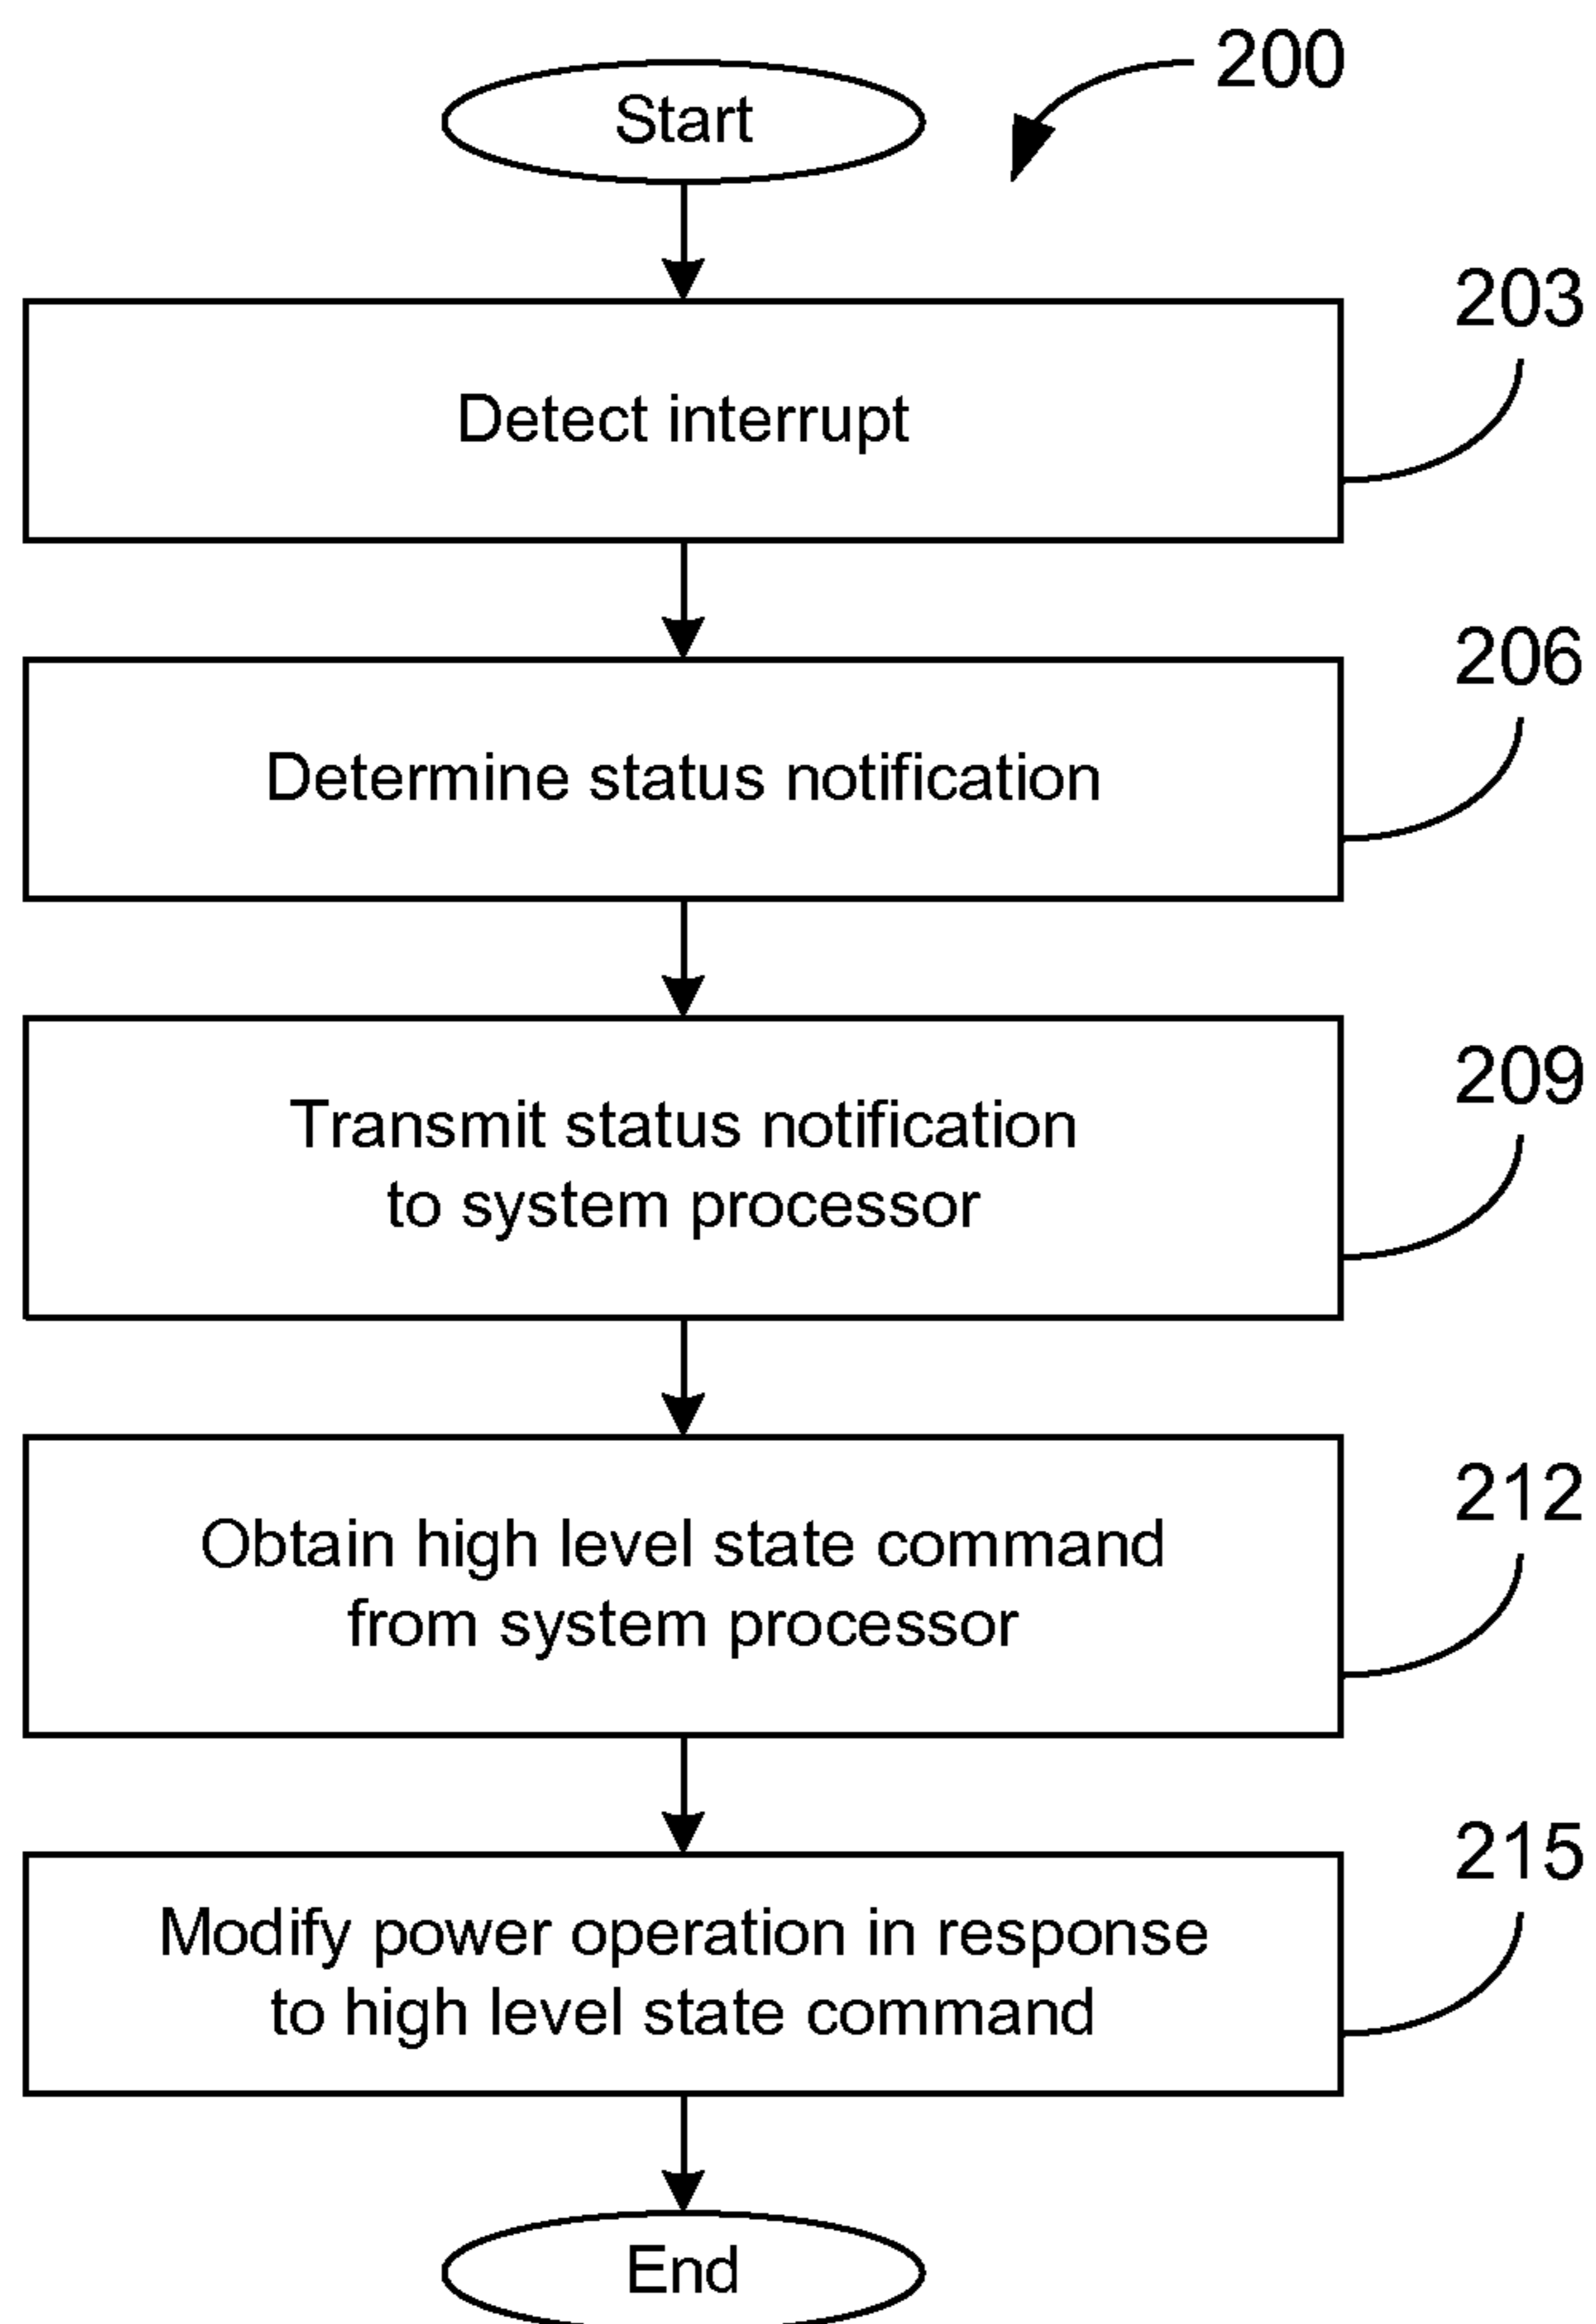 200
Start
203
Detect interrupt
206
Determine status notification
209
Transmit status notification
to system processor
212
Obtain high level state command
from system processor
215
Modify power operation in response
to high level state command
End